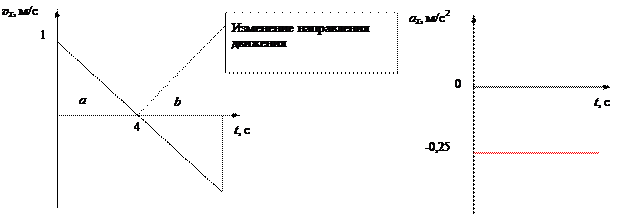 υₓ, м/с
1
a
b
4
t, с
Изменение направления
движения
aₓ, м/с²
0
t, с
-0,25